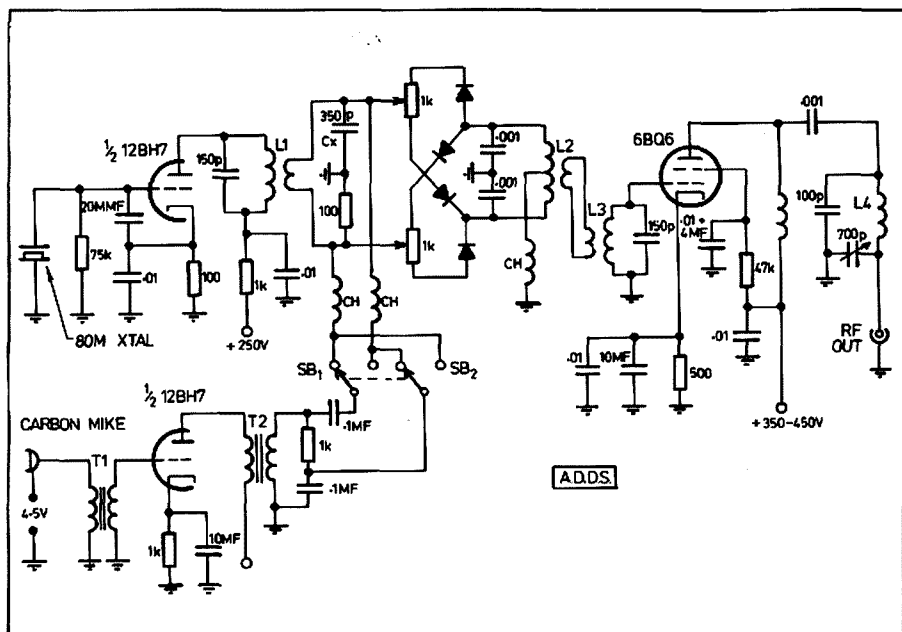 ½ 12BH7
150p
L1
350p
Cx
1k
.001
L2
6BQ6
.001
20MMF
75k
.01
100
1k
.01
+250V
100
1k
.001
L3
150p
.01 +
4MF
47k
100p
L4
700p
80M XTAL
CH
CH
CH
SB1
SB2
.01
10MF
500
.01
RF
OUT
+350-450V
½ 12BH7
CARBON MIKE
T1
T2
.1MF
1k
.1MF
4.5V
1k
10MF
A.D.D.S.